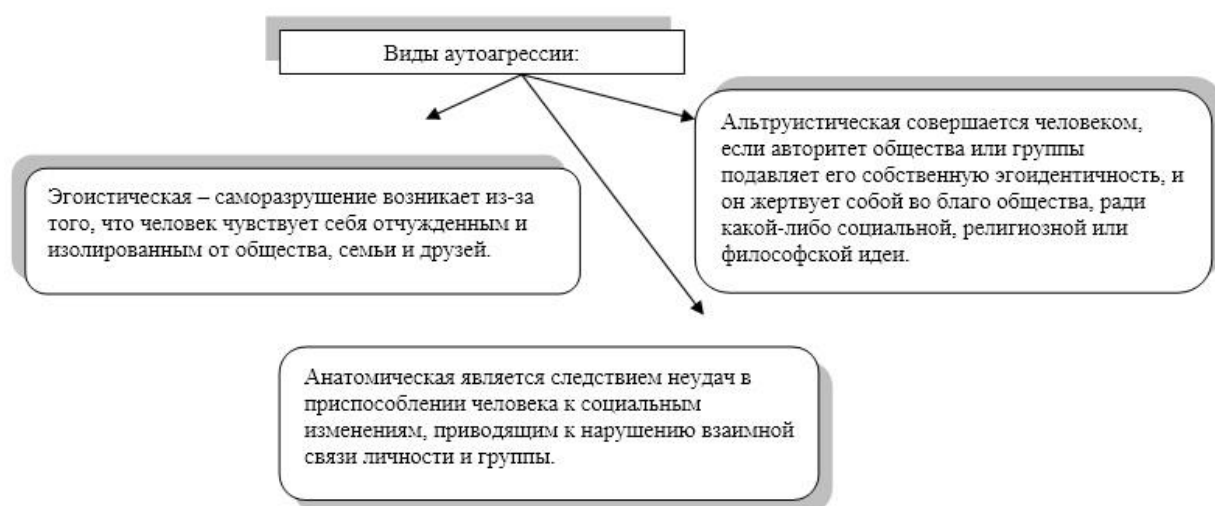 Виды аутоагрессии:
Эгоистическая – саморазрушение возникает из-за
того, что человек чувствует себя отчужденным и
изолированным от общества, семьи и друзей.
Альтруистическая совершается человеком,
если авторитет общества или группы
подавляет его собственную эгоидентичность, и
он жертвует собой во благо общества, ради
какой-либо социальной, религиозной или
философской идеи.
Анатомическая является следствием неудач в
приспособлении человека к социальным
изменениям, приводящим к нарушению взаимной
связи личности и группы.